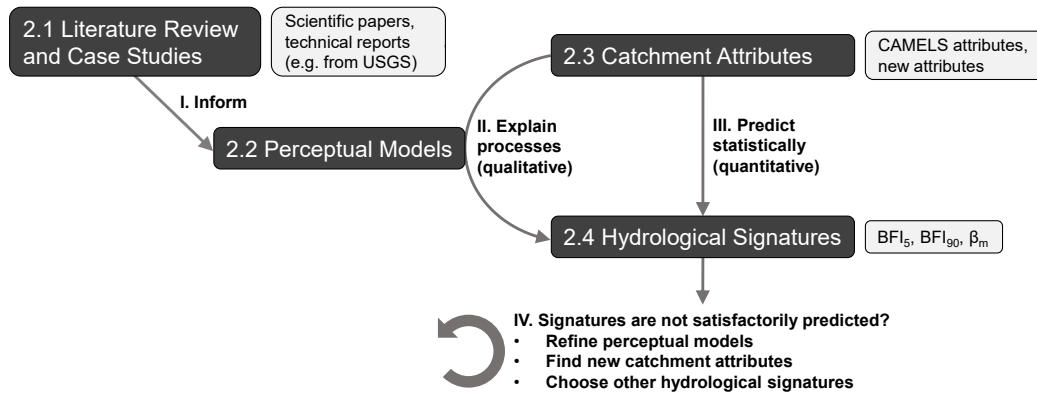 2.1 Literature Review
and Case Studies
Scientific papers,
technical reports
(e.g. from USGS)
2.3 Catchment Attributes
CAMELS attributes,
new attributes
I. Inform
2.2 Perceptual Models
II. Explain
processes
(qualitative)
III. Predict
statistically
(quantitative)
2.4 Hydrological Signatures
BFI₅, BFI₉₀, βₘ
IV. Signatures are not satisfactorily predicted?
• Refine perceptual models
• Find new catchment attributes
• Choose other hydrological signatures